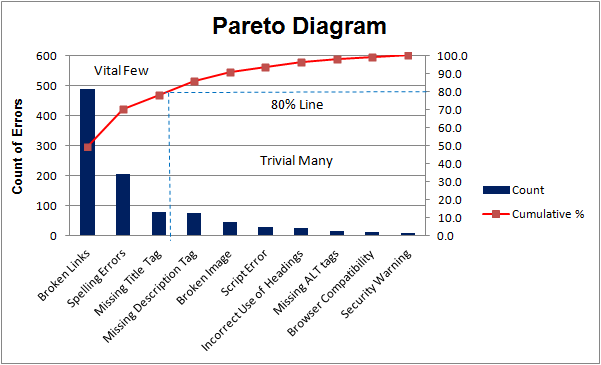 Pareto Diagram
Count of Errors
600
500
400
300
200
100
0
Vital Few
80% Line
Trivial Many
100.0
90.0
80.0
70.0
60.0
50.0
40.0
30.0
20.0
10.0
0.0
Count
Cumulative %
Broken Links
Spelling Errors
Missing Title Tag
Missing Description Tag
Broken Image
Script Error
Incorrect Use of Headings
Missing ALT tags
Browser Compatibility
Security Warning